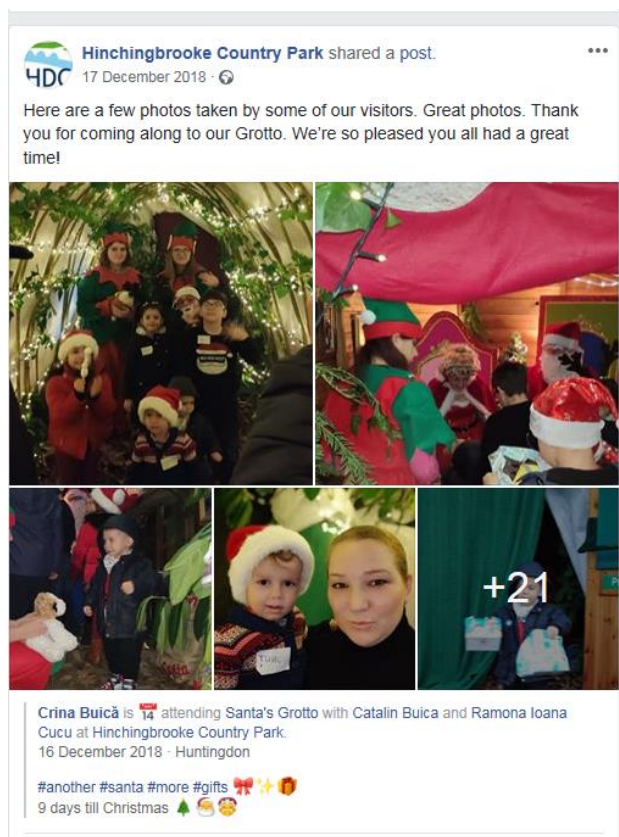 Hinchingbrooke Country Park shared a post.
HDC
17 December 2018 ·
Here are a few photos taken by some of our visitors. Great photos. Thank
you for coming along to our Grotto. We're so pleased you all had a great
time!
+21
Crina Buică is 14 attending Santa's Grotto with Catalin Buica and Ramona Ioana
Cucu at Hinchingbrooke Country Park.
16 December 2018 · Huntingdon
#another #santa #more #gifts 🎀✨🎁
9 days till Christmas 🎄🎅🤶